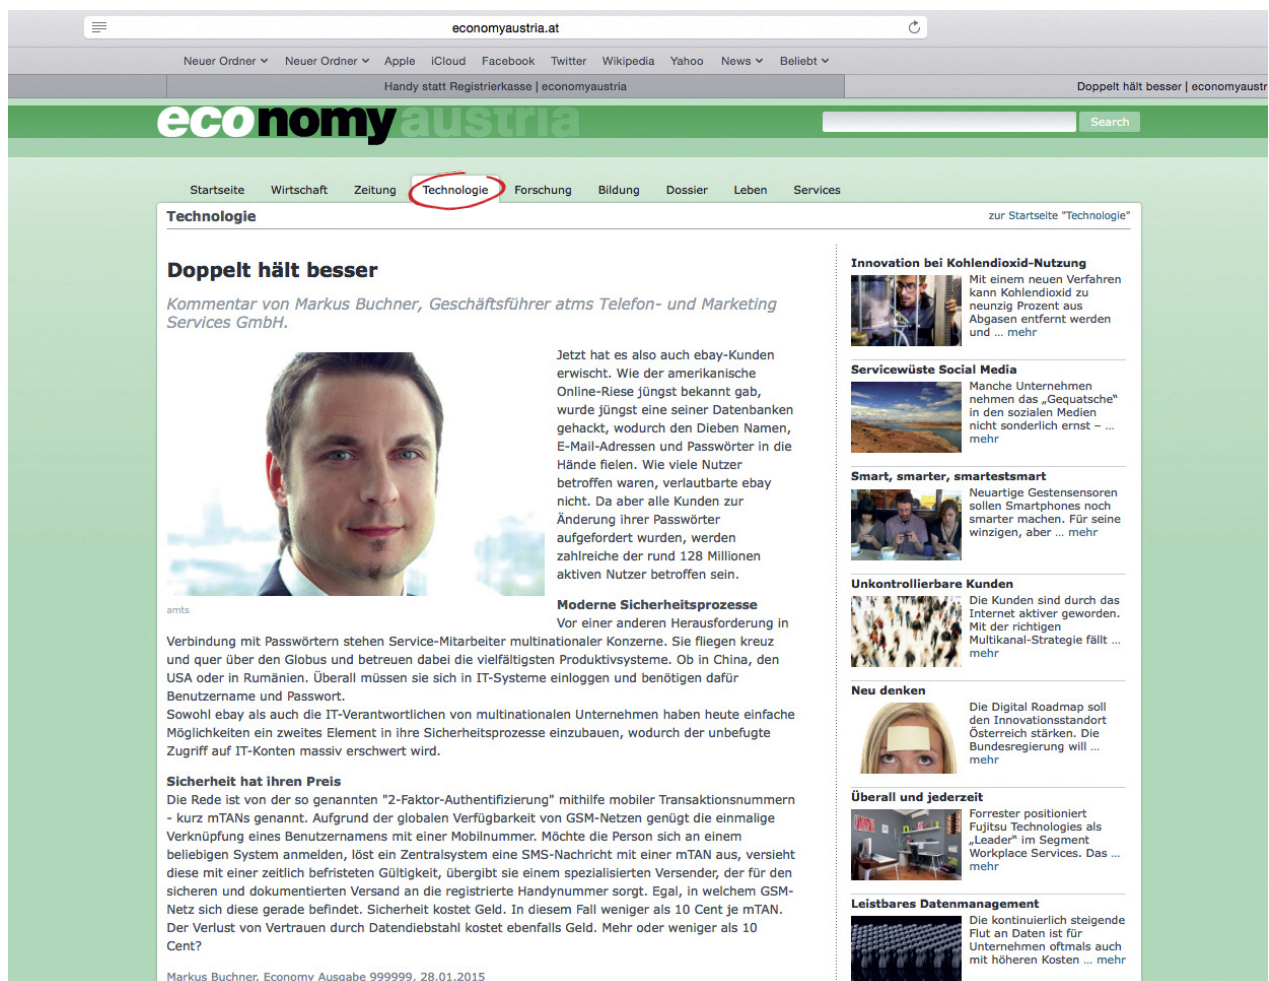 economyaustria.at
Neuer Ordner Neuer Ordner Apple iCloud Facebook Twitter Wikipedia Yahoo News Beliebt
Handy statt Registrierkasse | economyaustria
Doppelt hält besser | economyaustr
economyaustria
Search
Startseite Wirtschaft Zeitung Technologie Forschung Bildung Dossier Leben Services
Technologie
zur Startseite "Technologie"
Doppelt hält besser
Kommentar von Markus Buchner, Geschäftsführer atms Telefon- und Marketing
Services GmbH.
Jetzt hat es also auch ebay-Kunden
erwischt. Wie der amerikanische
Online-Riese jüngst bekannt gab,
wurde jüngst eine seiner Datenbanken
gehackt, wodurch den Dieben Namen,
E-Mail-Adressen und Passwörter in die
Hände fielen. Wie viele Nutzer
betroffen waren, verlautbarte ebay
nicht. Da aber alle Kunden zur
Änderung ihrer Passwörter
aufgefordert wurden, werden
zahlreiche der rund 128 Millionen
aktiven Nutzer betroffen sein.
amts
Moderne Sicherheitsprozesse
Vor einer anderen Herausforderung in
Verbindung mit Passwörtern stehen Service-Mitarbeiter multinationaler Konzerne. Sie fliegen kreuz
und quer über den Globus und betreuen dabei die vielfältigsten Produktivsysteme. Ob in China, den
USA oder in Rumänien. Überall müssen sie sich in IT-Systeme einloggen und benötigen dafür
Benutzername und Passwort.
Sowohl ebay als auch die IT-Verantwortlichen von multinationalen Unternehmen haben heute einfache
Möglichkeiten ein zweites Element in ihre Sicherheitsprozesse einzubauen, wodurch der unbefugte
Zugriff auf IT-Konten massiv erschwert wird.
Sicherheit hat ihren Preis
Die Rede ist von der so genannten "2-Faktor-Authentifizierung" mithilfe mobiler Transaktionsnummern
- kurz mTANs genannt. Aufgrund der globalen Verfügbarkeit von GSM-Netzen genügt die einmalige
Verknüpfung eines Benutzernamens mit einer Mobilnummer. Möchte die Person sich an einem
beliebigen System anmelden, löst ein Zentralsystem eine SMS-Nachricht mit einer mTAN aus, versieht
diese mit einer zeitlich befristeten Gültigkeit, übergibt sie einem spezialisierten Versender, der für den
sicheren und dokumentierten Versand an die registrierte Handynummer sorgt. Egal, in welchem GSM-
Netz sich diese gerade befindet. Sicherheit kostet Geld. In diesem Fall weniger als 10 Cent je mTAN.
Der Verlust von Vertrauen durch Datendiebstahl kostet ebenfalls Geld. Mehr oder weniger als 10
Cent?
Markus Buchner, Economy Ausgabe 999999, 28.01.2015
Innovation bei Kohlendioxid-Nutzung
Mit einem neuen Verfahren
kann Kohlendioxid zu
neunzig Prozent aus
Abgasen entfernt werden
und ... mehr
Servicewüste Social Media
Manche Unternehmen
nehmen das „Gequatsche“
in den sozialen Medien
nicht sonderlich ernst – ...
mehr
Smart, smarter, smartestsmart
Neuartige Gestensensoren
sollen Smartphones noch
smarter machen. Für seine
winzigen, aber ... mehr
Unkontrollierbare Kunden
Die Kunden sind durch das
Internet aktiver geworden.
Mit der richtigen
Multikanal-Strategie fällt ...
mehr
Neu denken
Die Digital Roadmap soll
den Innovationsstandort
Österreich stärken. Die
Bundesregierung will ...
mehr
Überall und jederzeit
Forrester positioniert
Fujitsu Technologies als
„Leader“ im Segment
Workplace Services. Das ...
mehr
Leistbares Datenmanagement
Die kontinuierlich steigende
Flut an Daten ist für
Unternehmen oftmals auch
mit höheren Kosten ... mehr